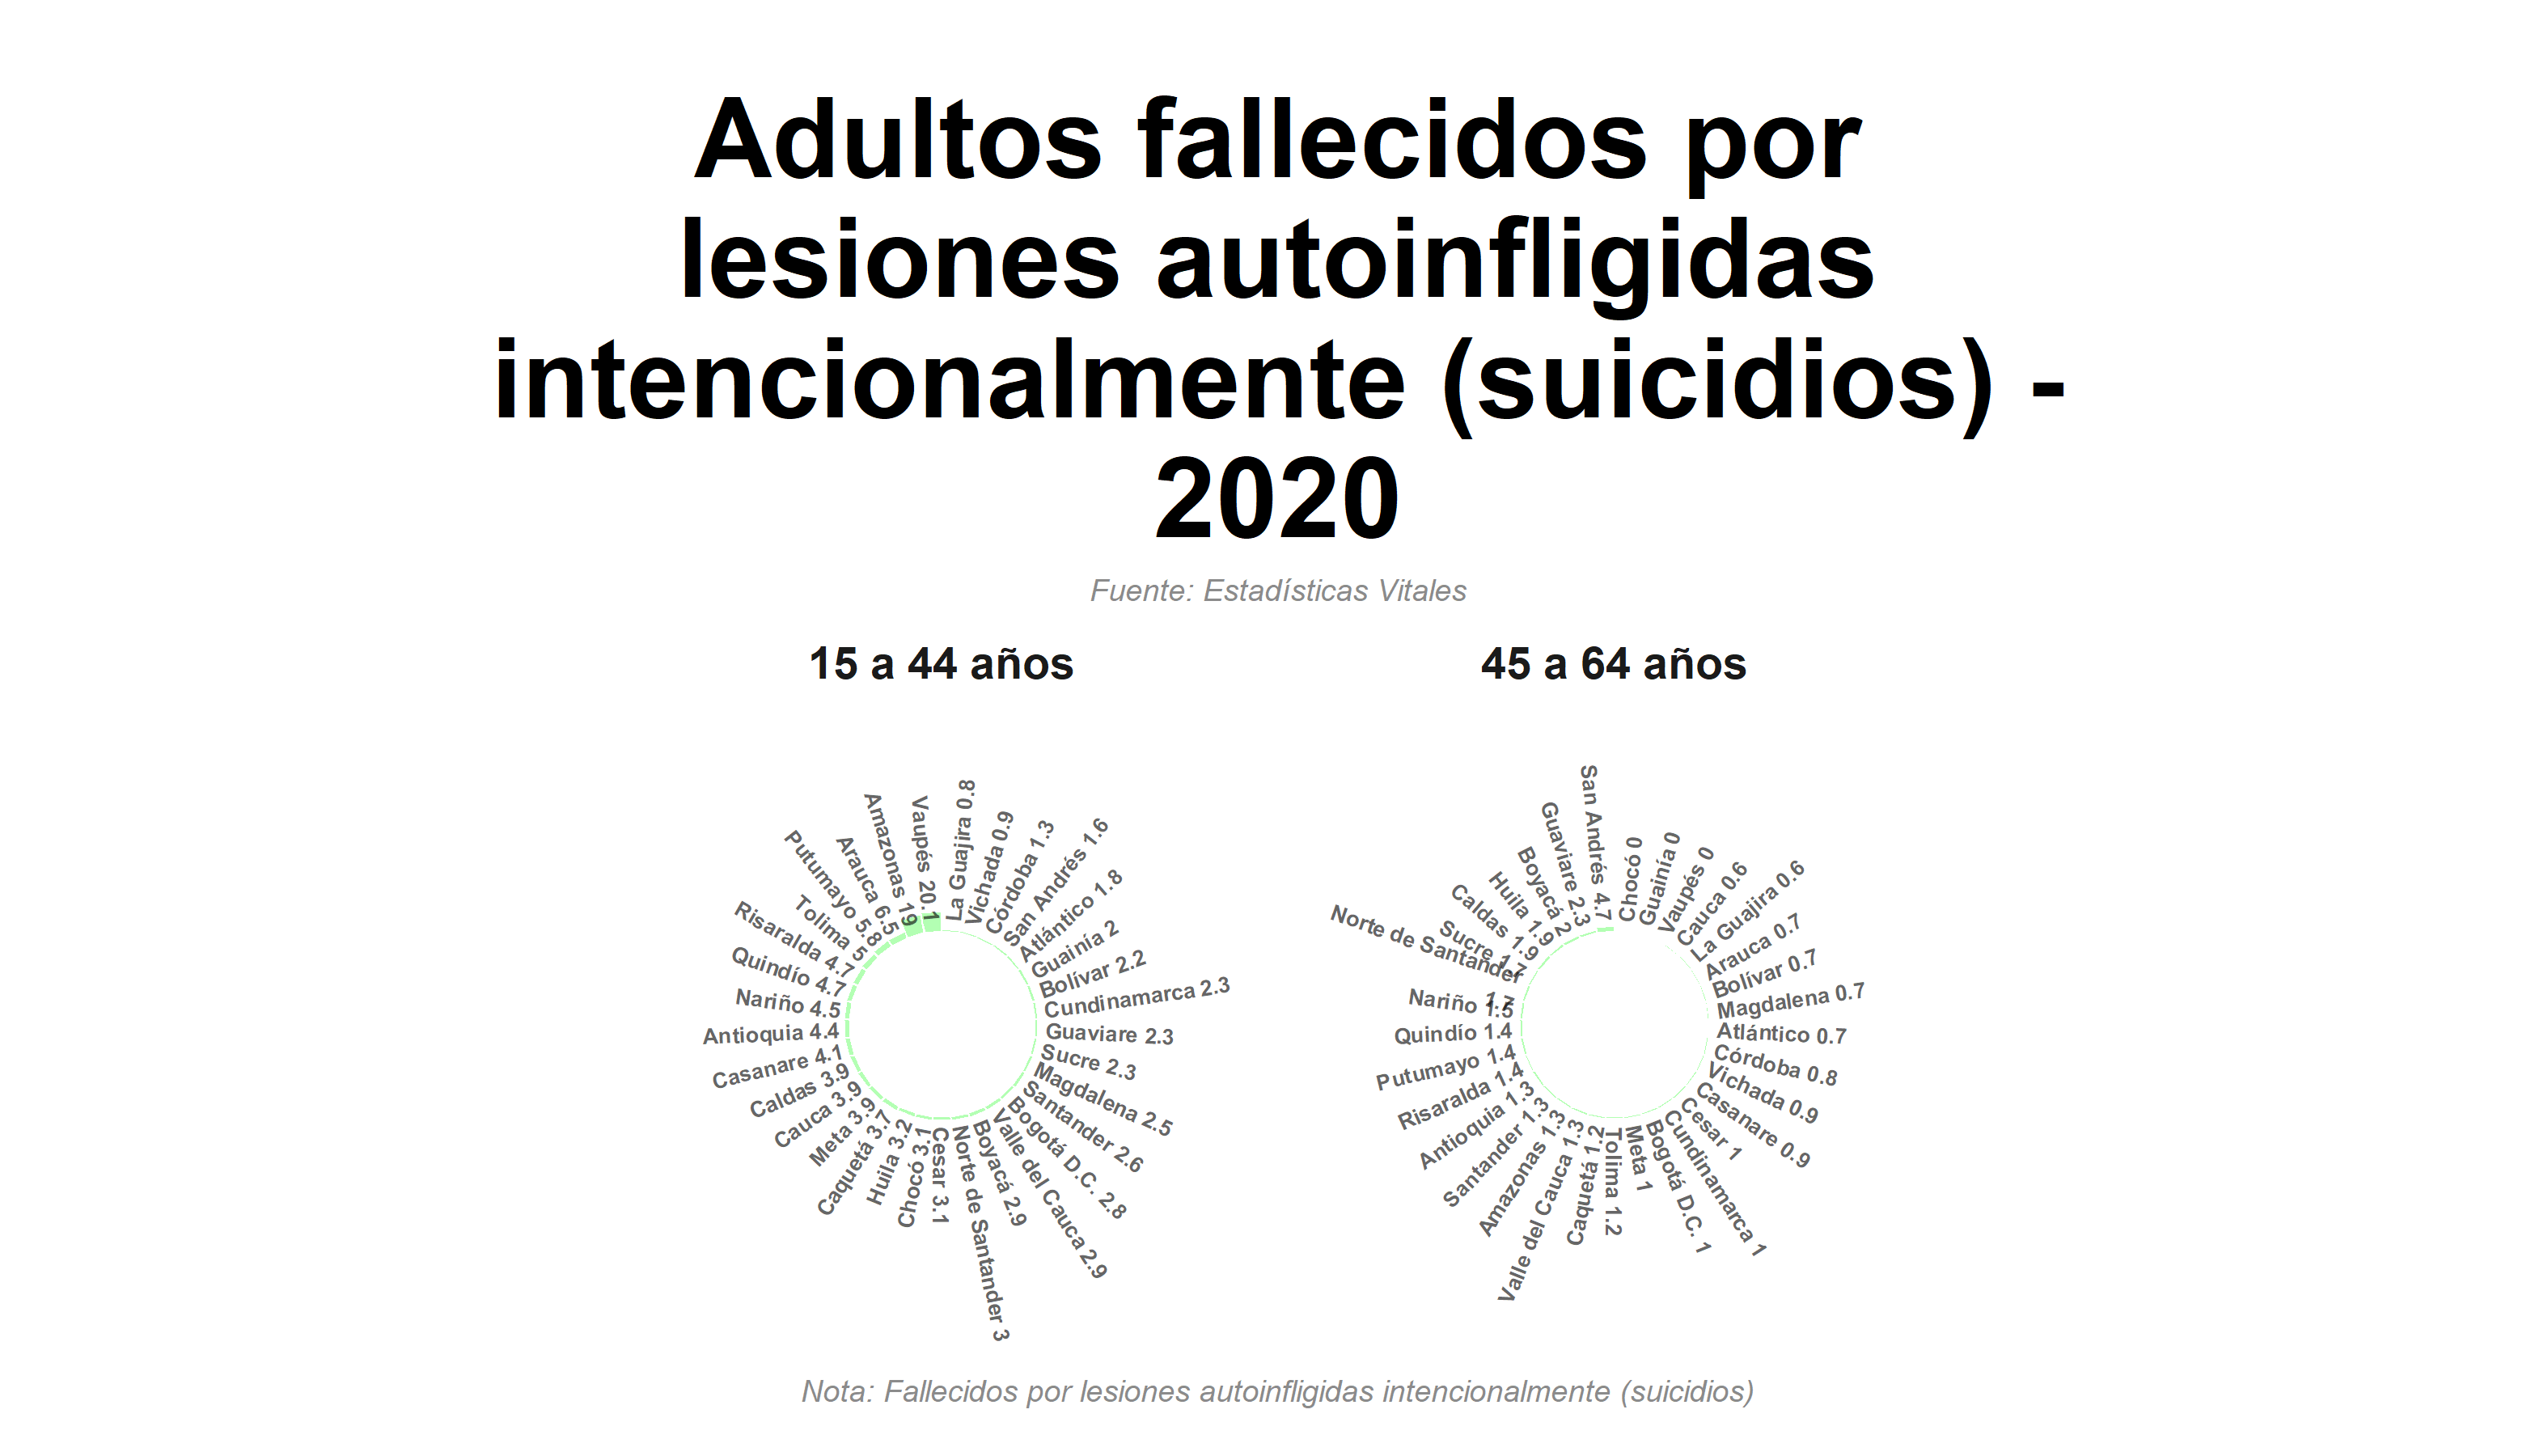 Adultos fallecidos por
lesiones autoinfligidas
intencionalmente (suicidios) -
2020
Fuente: Estadísticas Vitales
15 a 44 años
La Guajira 0.8
Vichada 0.9
Córdoba 1.3
San Andrés 1.6
Atlántico 1.8
Guainía 2
Bolívar 2.2
Cundinamarca 2.3
Guaviare 2.3
Sucre 2.3
Magdalena 2.5
Santander 2.6
Bogotá D.C. 2.8
Valle del Cauca 2.9
Boyacá 2.9
Norte de Santander 3
Cesar 3.1
Chocó 3.1
Huila 3.2
Caquetá 3.7
Meta 3.9
Cauca 3.9
Caldas 3.9
Casanare 4.1
Antioquia 4.4
Nariño 4.5
Quindío 4.7
Risaralda 4.7
Tolima 5
Putumayo 5.8
Arauca 6.5
Amazonas 19
Vaupés 20.1
45 a 64 años
Chocó 0
Guainía 0
Vaupés 0
Cauca 0.6
La Guajira 0.6
Arauca 0.7
Bolívar 0.7
Magdalena 0.7
Atlántico 0.7
Córdoba 0.8
Vichada 0.9
Casanare 0.9
Cesar 1
Cundinamarca 1
Bogotá D.C. 1
Meta 1
Tolima 1.2
Caquetá 1.2
Valle del Cauca 1.3
Amazonas 1.3
Santander 1.3
Antioquia 1.3
Risaralda 1.4
Putumayo 1.4
Quindío 1.4
Nariño 1.5
Norte de Santander
1.7
Sucre 1.7
Caldas 1.9
Huila 1.9
Boyacá 2
Guaviare 2.3
San Andrés 4.7
Nota: Fallecidos por lesiones autoinfligidas intencionalmente (suicidios)